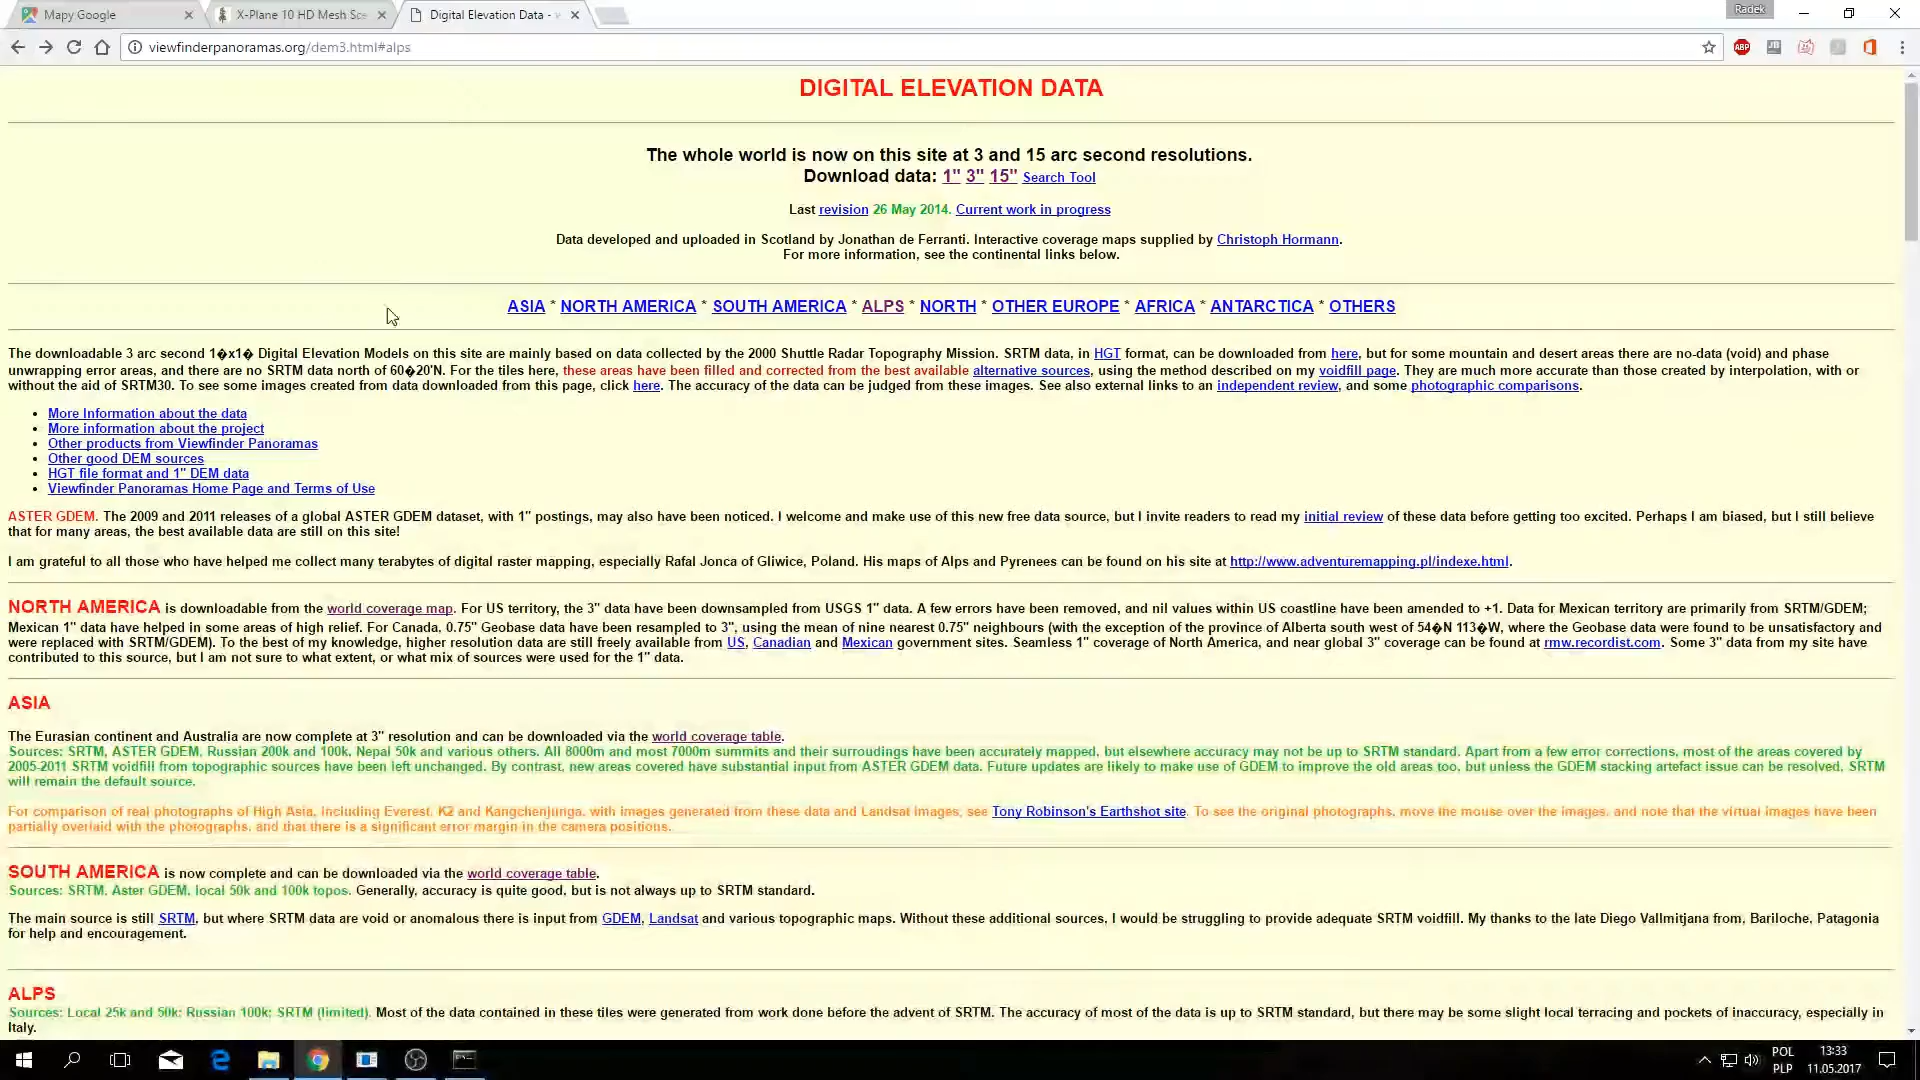 Mapy Google
X-Plane 10 HD Mesh Sce
Digital Elevation Data -
Radek
viewfinderpanoramas.org/dem3.html#alps
ABP
DIGITAL ELEVATION DATA
The whole world is now on this site at 3 and 15 arc second resolutions.
Download data: 1" 3" 15" Search Tool
Last revision 26 May 2014. Current work in progress
Data developed and uploaded in Scotland by Jonathan de Ferranti. Interactive coverage maps supplied by Christoph Hormann.
For more information, see the continental links below.
ASIA * NORTH AMERICA * SOUTH AMERICA * ALPS * NORTH * OTHER EUROPE * AFRICA * ANTARCTICA * OTHERS
The downloadable 3 arc second 1�x1� Digital Elevation Models on this site are mainly based on data collected by the 2000 Shuttle Radar Topography Mission. SRTM data, in HGT format, can be downloaded from here, but for some mountain and desert areas there are no-data (void) and phase
unwrapping error areas, and there are no SRTM data north of 60�20'N. For the tiles here, these areas have been filled and corrected from the best available alternative sources, using the method described on my voidfill page. They are much more accurate than those created by interpolation, with or
without the aid of SRTM30. To see some images created from data downloaded from this page, click here. The accuracy of the data can be judged from these images. See also external links to an independent review, and some photographic comparisons.
• More Information about the data
• More information about the project
• Other products from Viewfinder Panoramas
• Other good DEM sources
• HGT file format and 1" DEM data
• Viewfinder Panoramas Home Page and Terms of Use
ASTER GDEM. The 2009 and 2011 releases of a global ASTER GDEM dataset, with 1" postings, may also have been noticed. I welcome and make use of this new free data source, but I invite readers to read my initial review of these data before getting too excited. Perhaps I am biased, but I still believe
that for many areas, the best available data are still on this site!
I am grateful to all those who have helped me collect many terabytes of digital raster mapping, especially Rafal Jonca of Gliwice, Poland. His maps of Alps and Pyrenees can be found on his site at http://www.adventuremapping.pl/indexe.html.
NORTH AMERICA is downloadable from the world coverage map. For US territory, the 3" data have been downsampled from USGS 1" data. A few errors have been removed, and nil values within US coastline have been amended to +1. Data for Mexican territory are primarily from SRTM/GDEM;
Mexican 1" data have helped in some areas of high relief. For Canada, 0.75" Geobase data have been resampled to 3", using the mean of nine nearest 0.75" neighbours (with the exception of the province of Alberta south west of 54�N 113�W, where the Geobase data were found to be unsatisfactory and
were replaced with SRTM/GDEM). To the best of my knowledge, higher resolution data are still freely available from US, Canadian and Mexican government sites. Seamless 1" coverage of North America, and near global 3" coverage can be found at rmw.recordist.com. Some 3" data from my site have
contributed to this source, but I am not sure to what extent, or what mix of sources were used for the 1" data.
ASIA
The Eurasian continent and Australia are now complete at 3" resolution and can be downloaded via the world coverage table.
Sources: SRTM, ASTER GDEM, Russian 200k and 100k, Nepal 50k and various others. All 8000m and most 7000m summits and their surroudings have been accurately mapped, but elsewhere accuracy may not be up to SRTM standard. Apart from a few error corrections, most of the areas covered by
2005-2011 SRTM voidfill from topographic sources have been left unchanged. By contrast, new areas covered have substantial input from ASTER GDEM data. Future updates are likely to make use of GDEM to improve the old areas too, but unless the GDEM stacking artefact issue can be resolved, SRTM
will remain the default source.
For comparison of real photographs of High Asia, including Everest, K2 and Kangchenjunga, with images generated from these data and Landsat images, see Tony Robinson's Earthshot site. To see the original photographs, move the mouse over the images, and note that the virtual images have been
partially overlaid with the photographs, and that there is a significant error margin in the camera positions.
SOUTH AMERICA is now complete and can be downloaded via the world coverage table.
Sources: SRTM, Aster GDEM, local 50k and 100k topos. Generally, accuracy is quite good, but is not always up to SRTM standard.
The main source is still SRTM, but where SRTM data are void or anomalous there is input from GDEM, Landsat and various topographic maps. Without these additional sources, I would be struggling to provide adequate SRTM voidfill. My thanks to the late Diego Vallmitjana from, Bariloche, Patagonia
for help and encouragement.
ALPS
Sources: Local 25k and 50k; Russian 100k; SRTM (limited). Most of the data contained in these tiles were generated from work done before the advent of SRTM. The accuracy of most of the data is up to SRTM standard, but there may be some slight local terracing and pockets of inaccuracy, especially in
Italy.
POL
PLP
13:33
11.05.2017